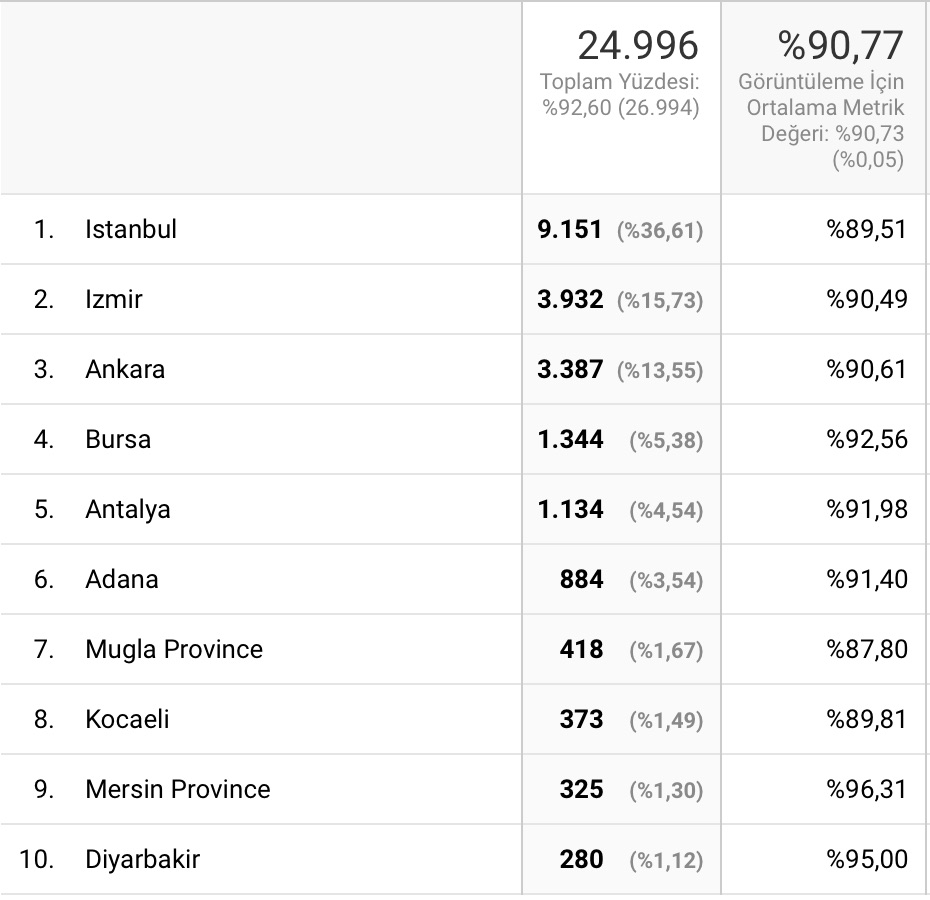 24.996
Toplam Yüzdesi:
%92,60 (26.994)
%90,77
Görüntüleme İçin
Ortalama Metrik
Değeri: %90,73
(%0,05)
1. Istanbul 9.151 (%36,61) %89,51
2. Izmir 3.932 (%15,73) %90,49
3. Ankara 3.387 (%13,55) %90,61
4. Bursa 1.344 (%5,38) %92,56
5. Antalya 1.134 (%4,54) %91,98
6. Adana 884 (%3,54) %91,40
7. Mugla Province 418 (%1,67) %87,80
8. Kocaeli 373 (%1,49) %89,81
9. Mersin Province 325 (%1,30) %96,31
10. Diyarbakir 280 (%1,12) %95,00